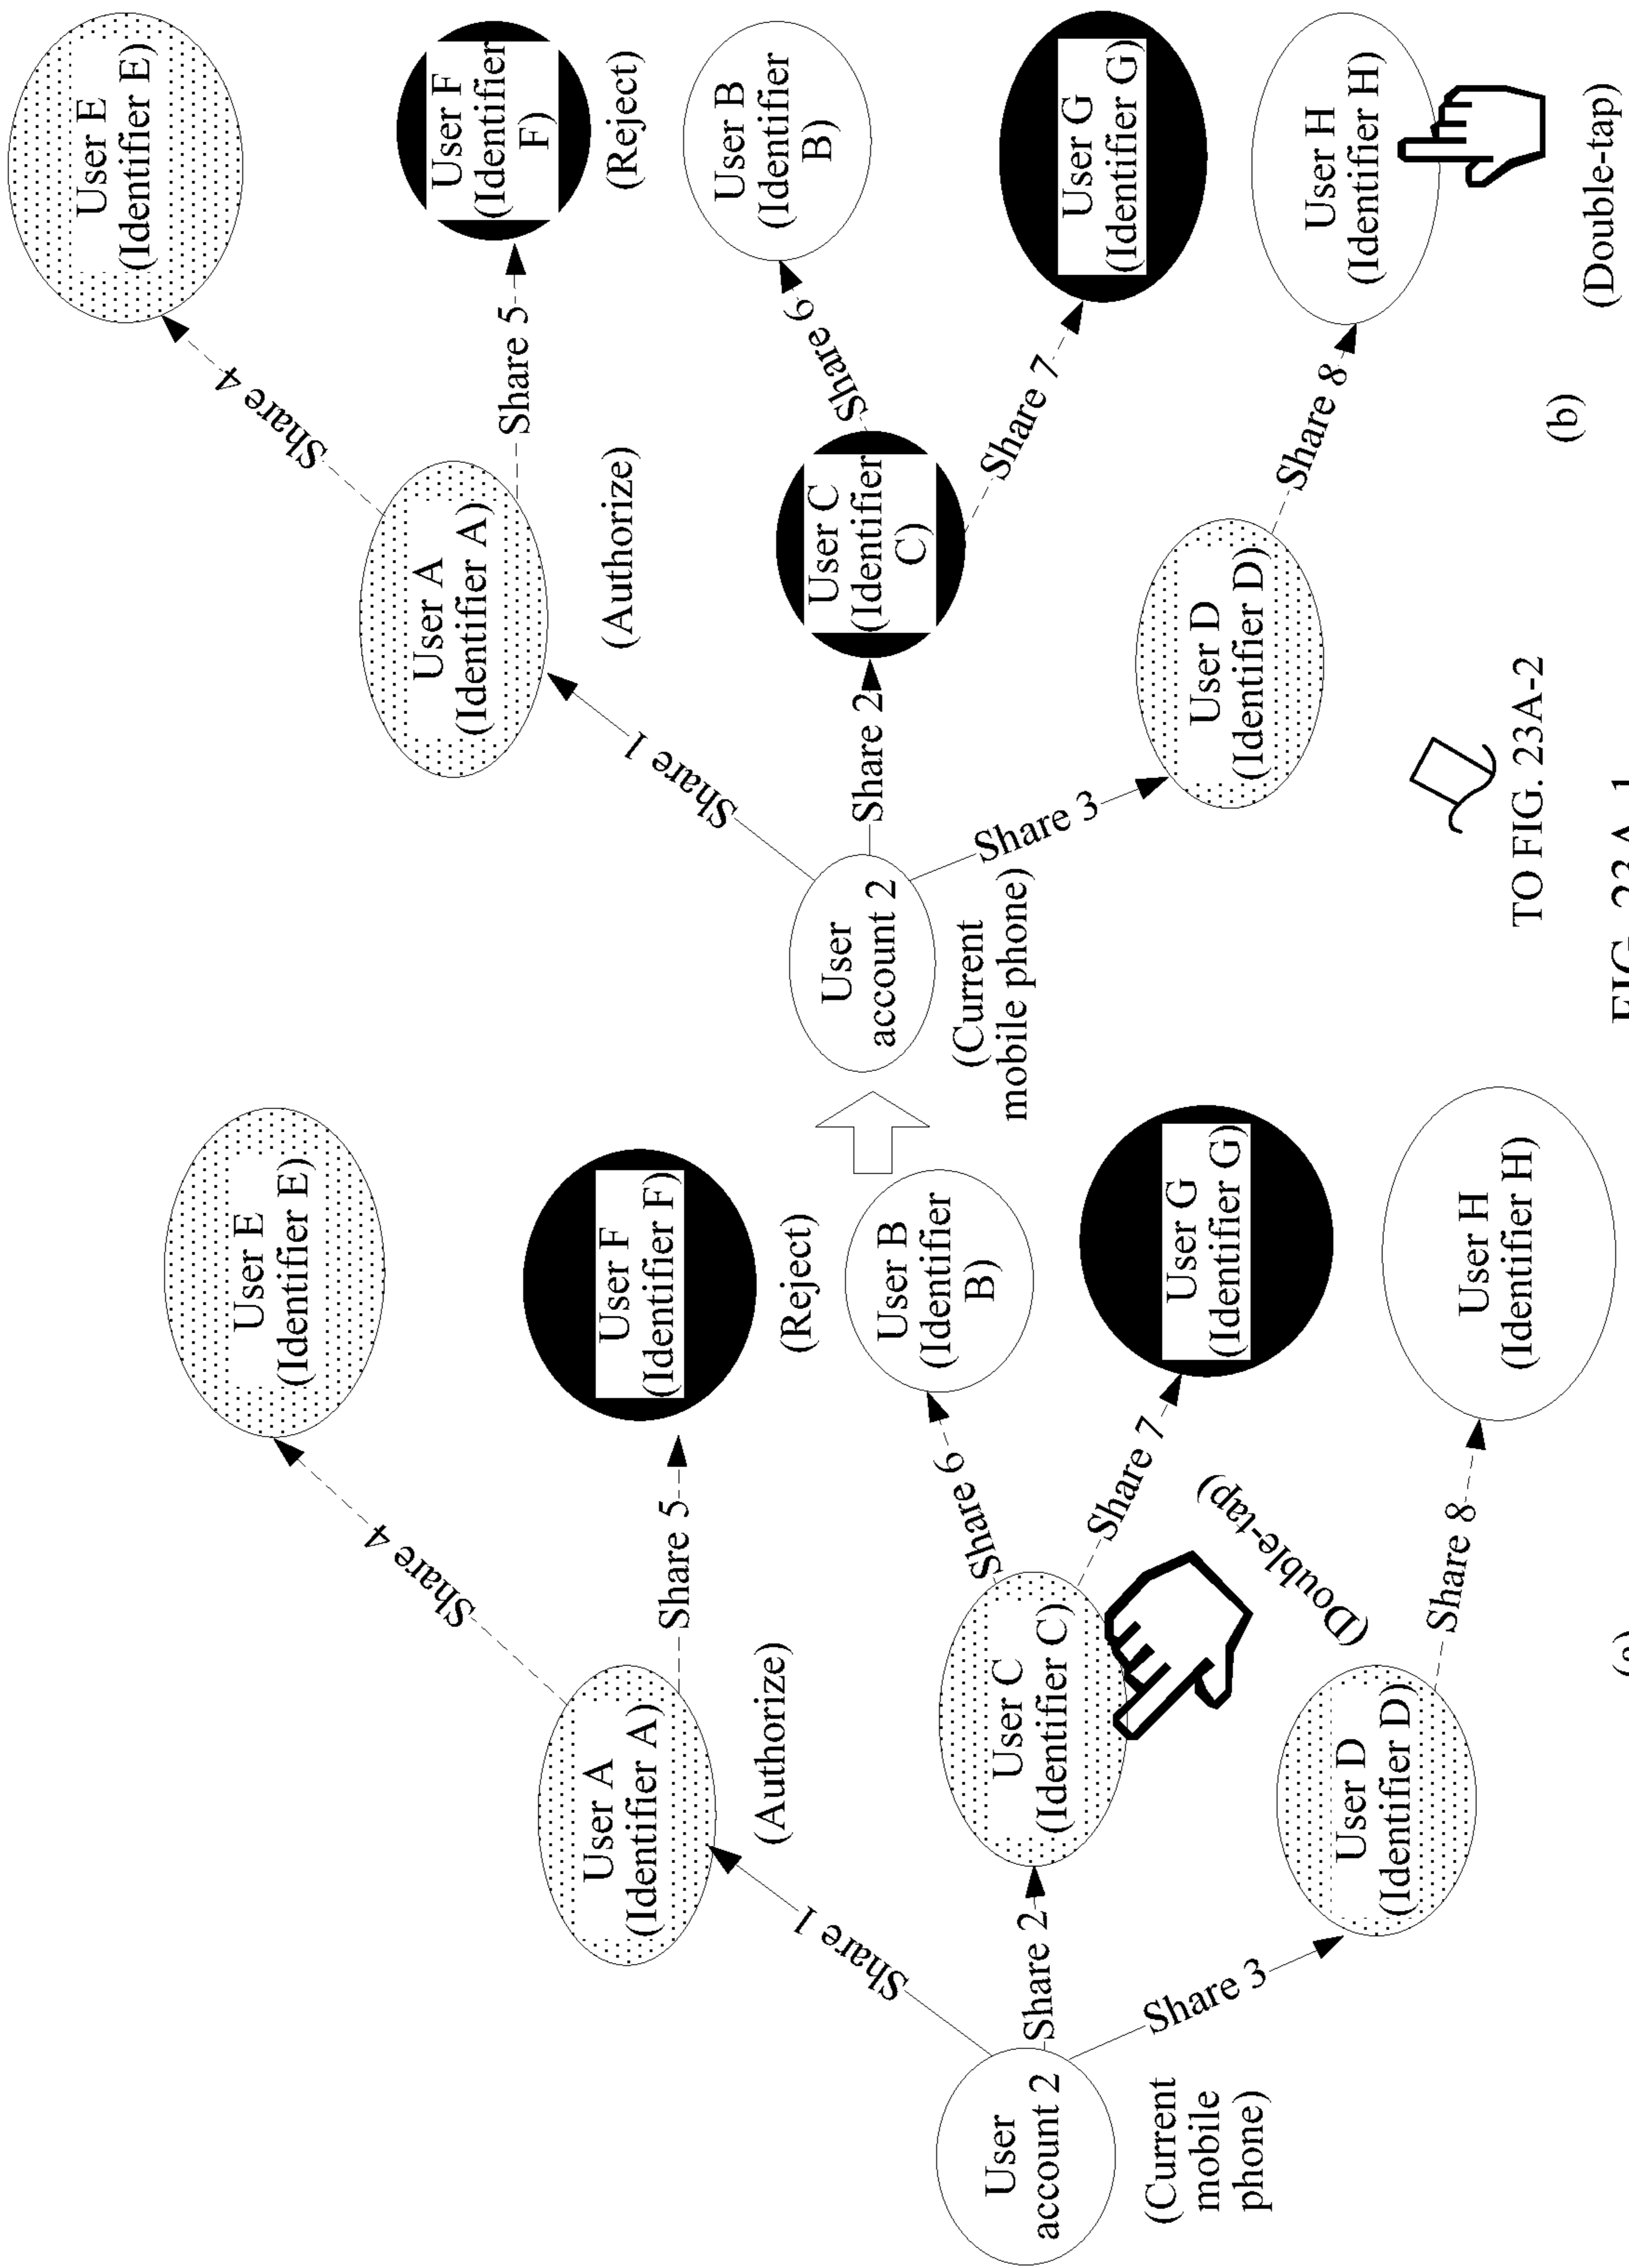 User E
(Identifier E)
Share 4
User A
(Identifier A)
(Authorize)
Share 5
User F
(Identifier F)
(Reject)
Share 1
User
account 2
(Current
mobile
phone)
Share 2
User C
(Identifier C)
(Double-tap)
Share 6
User B
(Identifier
B)
Share 7
User G
(Identifier G)
Share 3
User D
(Identifier D)
Share 8
User H
(Identifier H)
User E
(Identifier E)
Share 4
User A
(Identifier A)
(Authorize)
Share 5
User F
(Identifier
F)
(Reject)
Share 1
User
account 2
(Current
mobile phone)
Share 2
User C
(Identifier
C)
Share 6
User B
(Identifier
B)
Share 7
User G
(Identifier G)
Share 3
User D
(Identifier D)
Share 8
User H
(Identifier H)
(Double-tap)
(b)
TO FIG. 23A-2
FIG. 23A-1